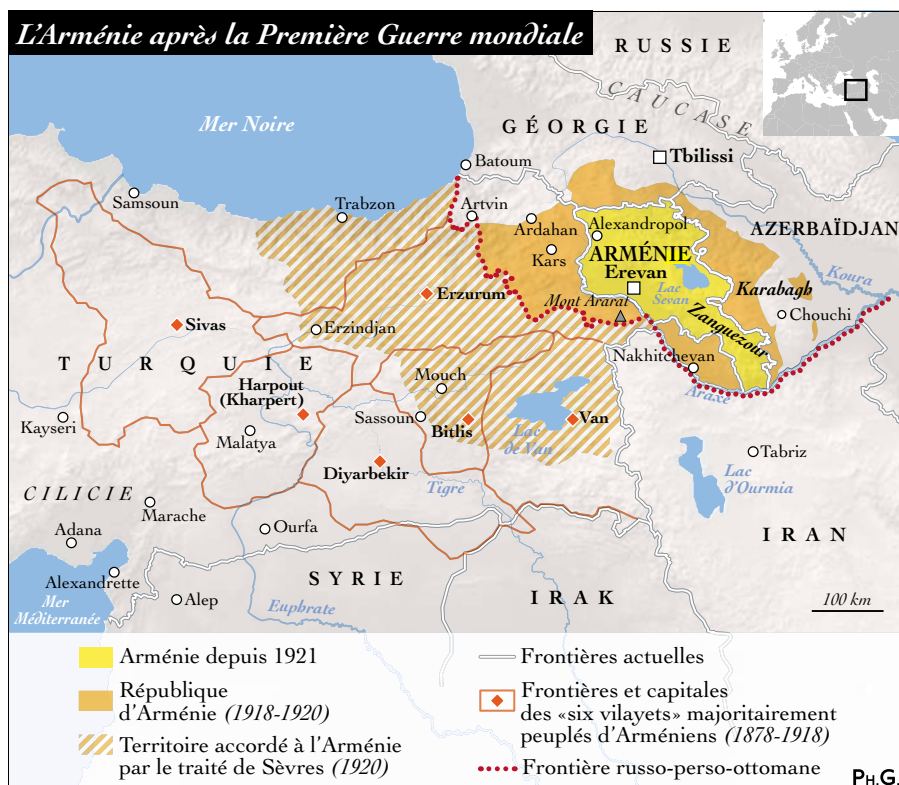 L'Arménie après la Première Guerre mondiale
RUSSIE
CAUCASE
Mer Noire
GÉORGIE
Tbilissi
Batoum
Samsoun
Trabzon
Artvin
Ardahan
Alexandropol
AZERBAÏDJAN
Kars
ARMÉNIE
Erevan
Koura
Erzurum
Mont Ararat
Lac
Sevan
Karabagh
Chouchi
Sivas
Erzindjan
Zanguezour
TURQUIE
Nakhitchevan
Mouch
Harpout
(Kharpert)
Araxe
Kayseri
Sassoun
Bitlis
Lac
de Van
Van
Malatya
Tabriz
Diyarbekir
Lac
d'Ourmia
Tigre
CILICIE
Marache
Adana
Ourfa
IRAN
Alexandrette
SYRIE
Mer
Méditerranée
Alep
Euphrate
IRAK
100 km
Arménie depuis 1921
République
d'Arménie (1918-1920)
Territoire accordé à l'Arménie
par le traité de Sèvres (1920)
Frontières actuelles
Frontières et capitales
des «six vilayets» majoritairement
peuplés d'Arméniens (1878-1918)
Frontière russo-perso-ottomane
PH.G.